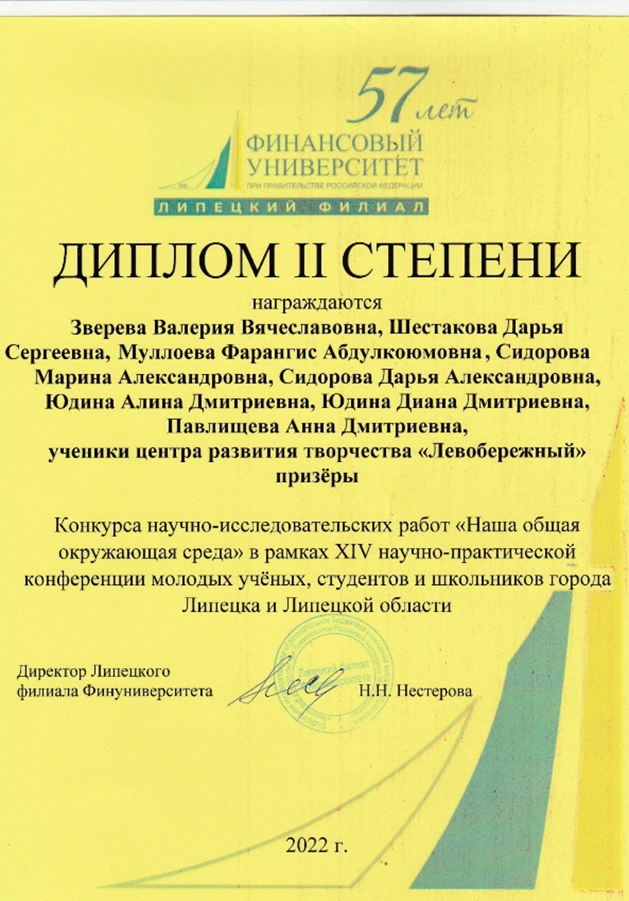 57 лет
ФИНАНСОВЫЙ
УНИВЕРСИТЕТ
ПРИ ПРАВИТЕЛЬСТВЕ РОССИЙСКОЙ ФЕДЕРАЦИИ
ЛИПЕЦКИЙ ФИЛИАЛ
ДИПЛОМ II СТЕПЕНИ
награждаются
Зверева Валерия Вячеславовна, Шестакова Дарья
Сергеевна, Муллоева Фарангис Абдулкоюмовна, Сидорова
Марина Александровна, Сидорова Дарья Александровна,
Юдина Алина Дмитриевна, Юдина Диана Дмитриевна,
Павлищева Анна Дмитриевна,
ученики центра развития творчества «Левобережный»
призёры
Конкурса научно-исследовательских работ «Наша общая
окружающая среда» в рамках XIV научно-практической
конференции молодых учёных, студентов и школьников города
Липецка и Липецкой области
Директор Липецкого
филиала Финуниверситета
Н.Н. Нестерова
Липецкий филиал
2022 г.